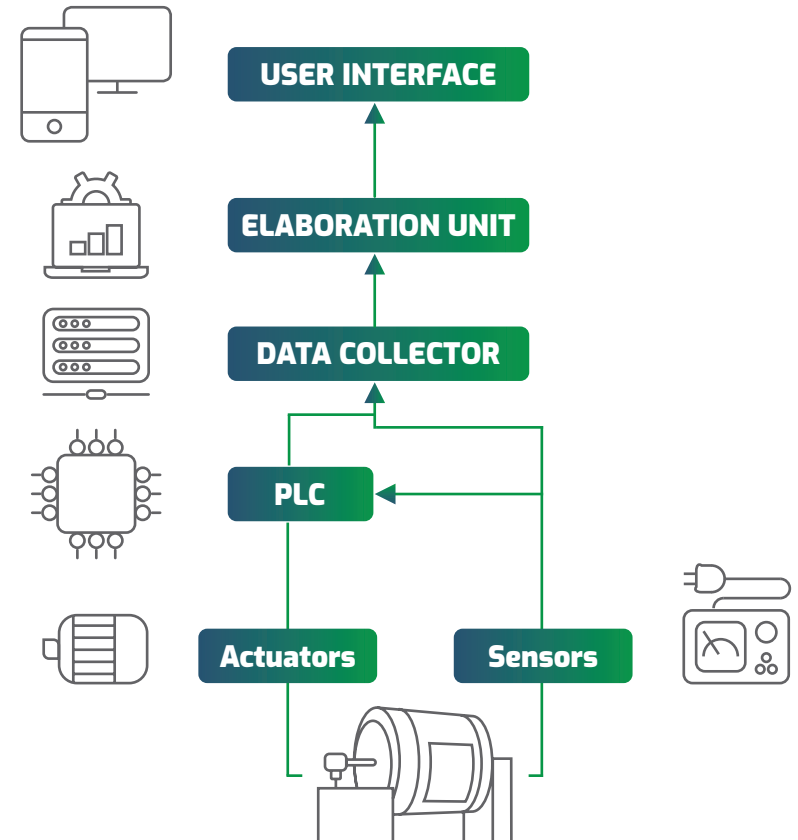 USER INTERFACE
ELABORATION UNIT
DATA COLLECTOR
PLC
Actuators
Sensors